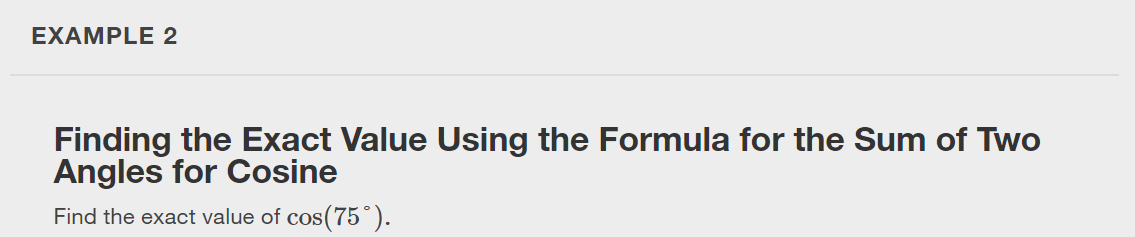 EXAMPLE 2
Finding the Exact Value Using the Formula for the Sum of Two
Angles for Cosine
Find the exact value of cos(75°).